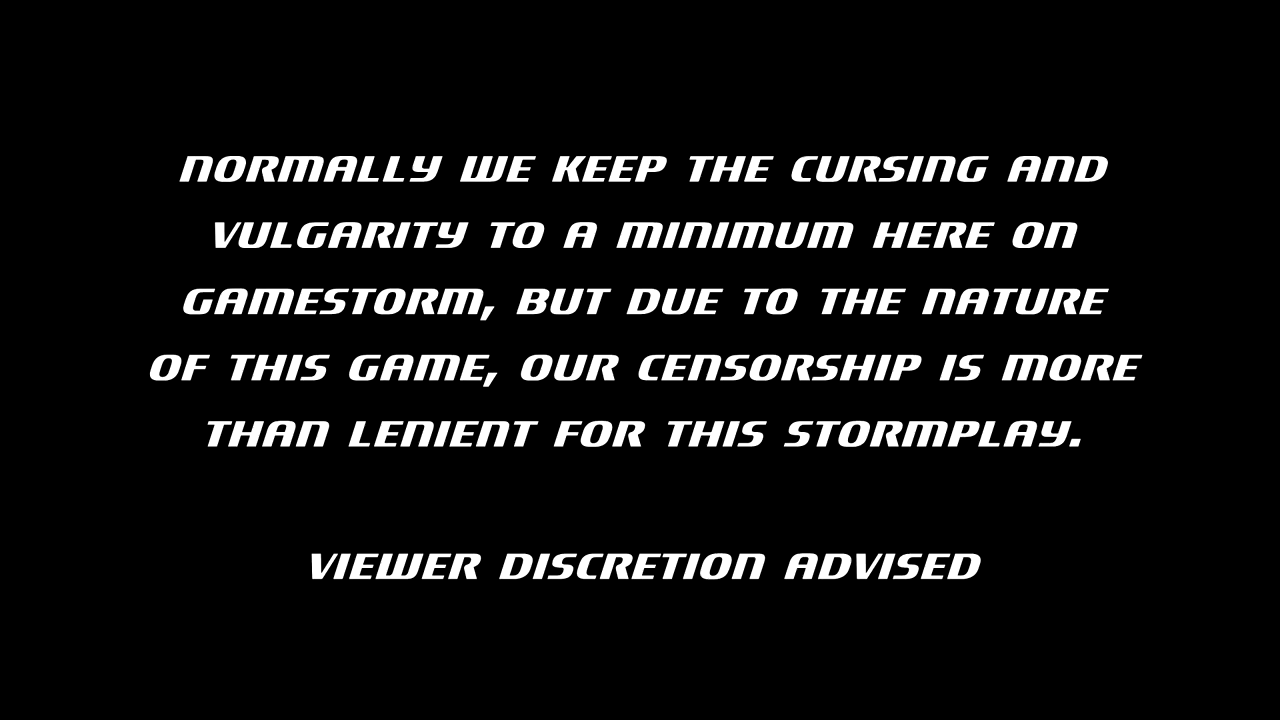 NORMALLY WE KEEP THE CURSING AND
VULGARITY TO A MINIMUM HERE ON
GAMESTORM, BUT DUE TO THE NATURE
OF THIS GAME, OUR CENSORSHIP IS MORE
THAN LENIENT FOR THIS STORMPLAY.
VIEWER DISCRETION ADVISED